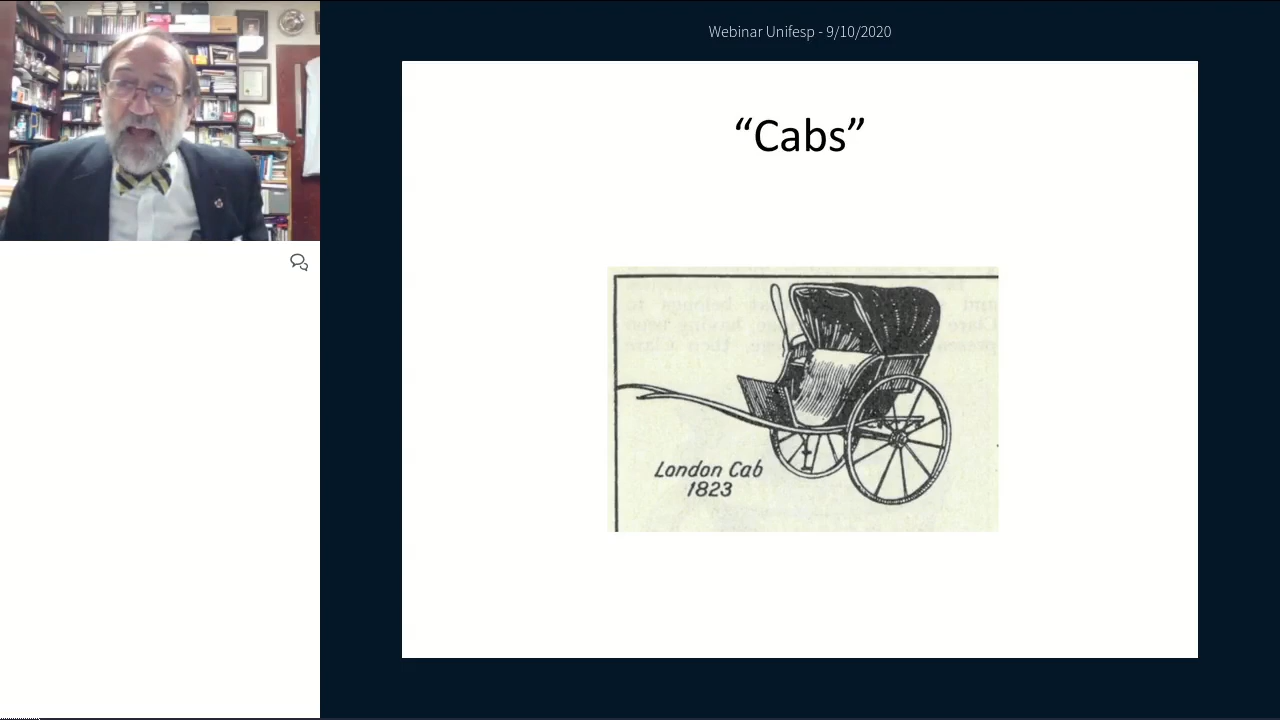 Webinar Unifesp - 9/10/2020
“Cabs”
London Cab
1823